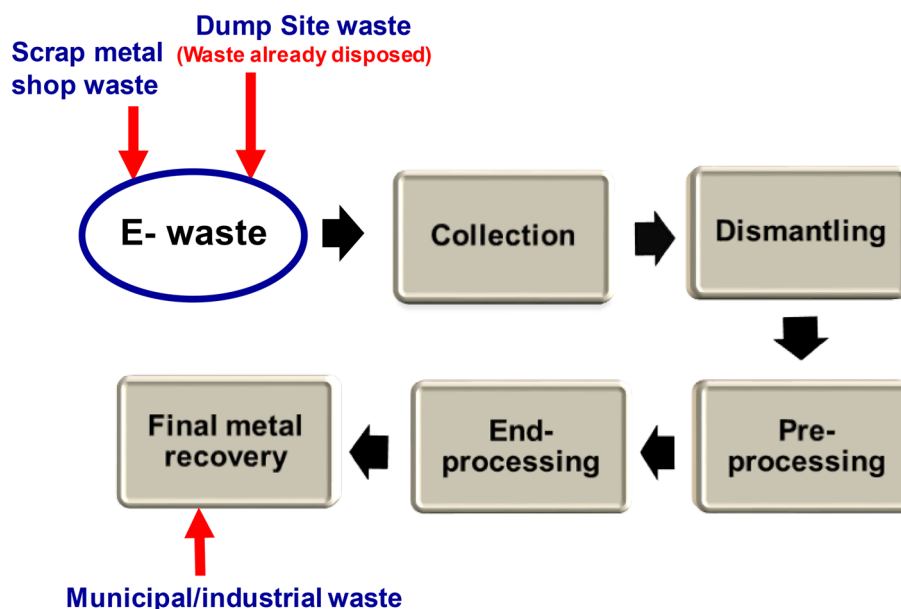 Dump Site waste
(Waste already disposed)
Scrap metal
shop waste
E- waste
Collection
Dismantling
Final metal
recovery
End-
processing
Pre-
processing
Municipal/industrial waste